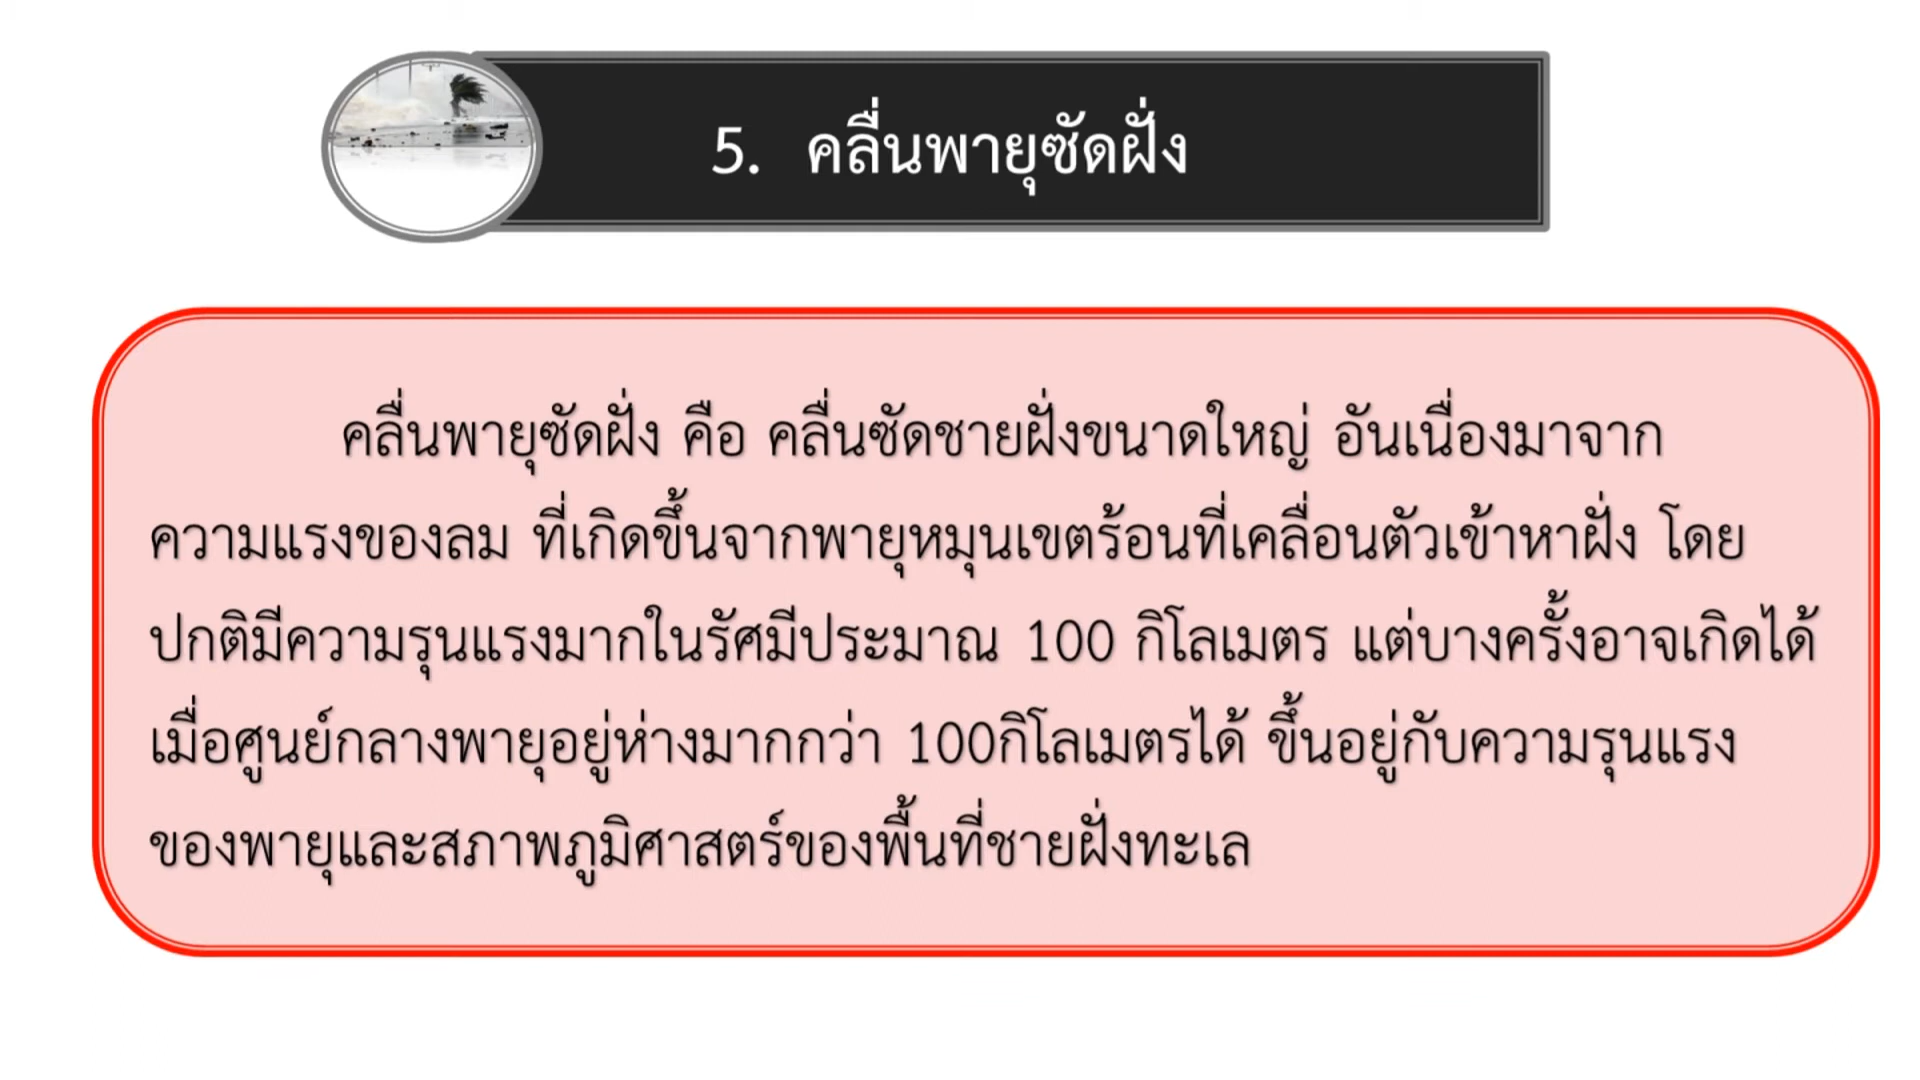 5. คลื่นพายุซัดฝั่ง
คลื่นพายุซัดฝั่ง คือ คลื่นซัดชายฝั่งขนาดใหญ่ อันเนื่องมาจาก
ความแรงของลม ที่เกิดขึ้นจากพายุหมุนเขตร้อนที่เคลื่อนตัวเข้าหาฝั่ง โดย
ปกติมีความรุนแรงมากในรัศมีประมาณ 100 กิโลเมตร แต่บางครั้งอาจเกิดได้
เมื่อศูนย์กลางพายุอยู่ห่างมากกว่า 100กิโลเมตรได้ ขึ้นอยู่กับความรุนแรง
ของพายุและสภาพภูมิศาสตร์ของพื้นที่ชายฝั่งทะเล